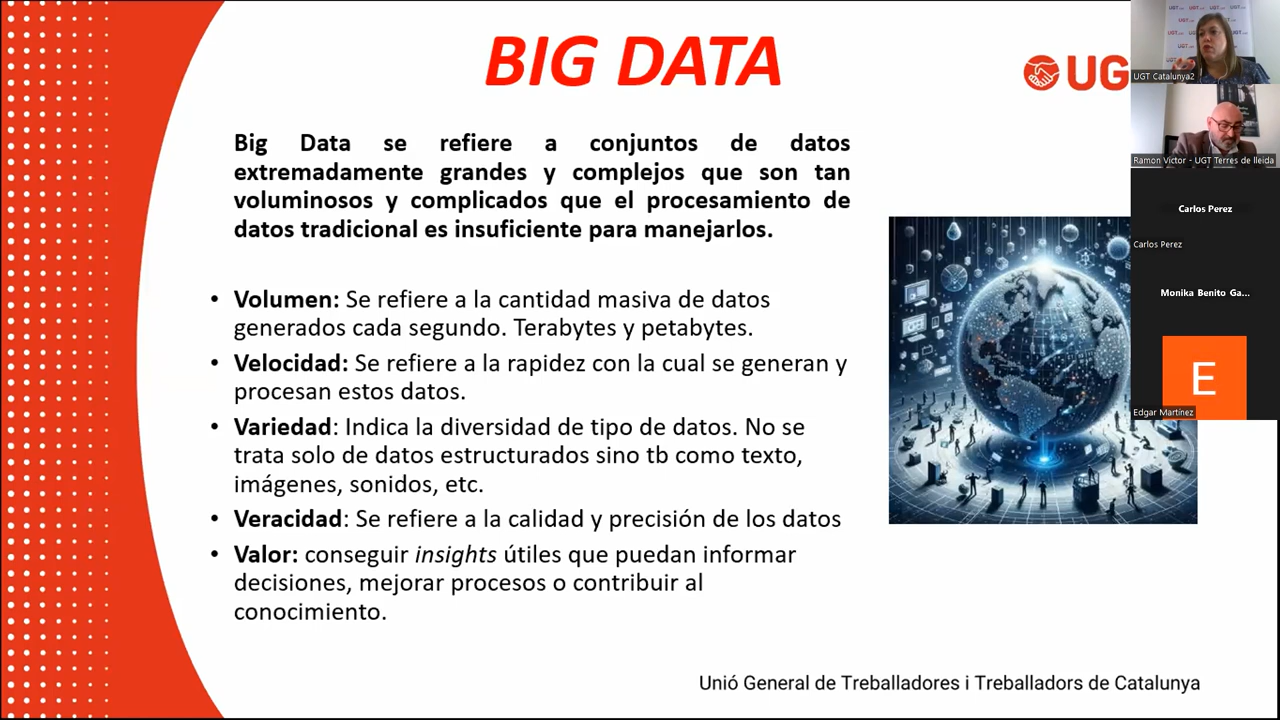 BIG DATA
UG
Big Data se refiere a conjuntos de datos
extremadamente grandes y complejos que son tan
voluminosos y complicados que el procesamiento de
datos tradicional es insuficiente para manejarlos.
• Volumen: Se refiere a la cantidad masiva de datos
generados cada segundo. Terabytes y petabytes.
• Velocidad: Se refiere a la rapidez con la cual se generan y
procesan estos datos.
• Variedad: Indica la diversidad de tipo de datos. No se
trata solo de datos estructurados sino tb como texto,
imágenes, sonidos, etc.
• Veracidad: Se refiere a la calidad y precisión de los datos
• Valor: conseguir insights útiles que puedan informar
decisiones, mejorar procesos o contribuir al
conocimiento.
Unió General de Treballadores i Treballadors de Catalunya
UGT Catalunya2
Ramon Víctor - UGT Terres de lleida
Carlos Perez
Carlos Perez
Monika Benito Ga...
E
Edgar Martínez